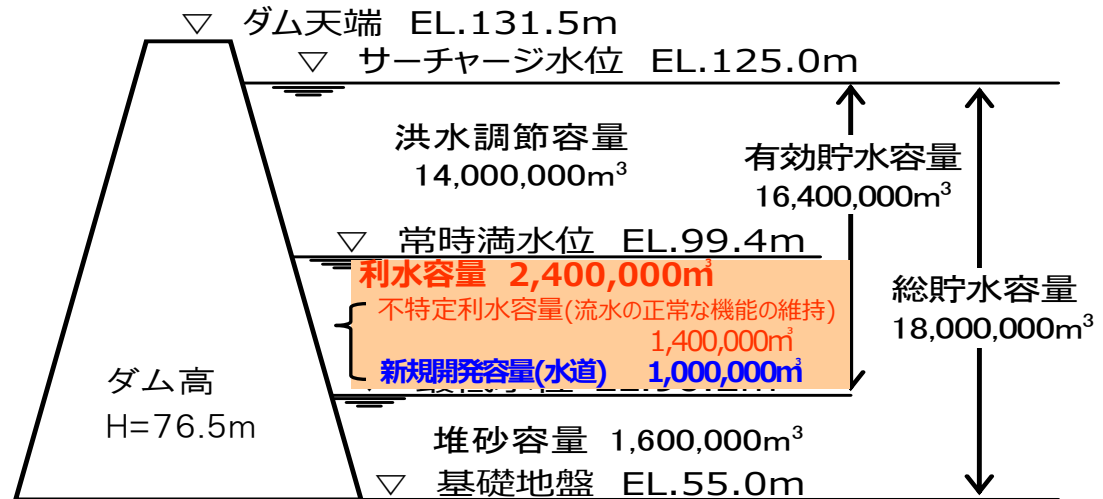 ▽ ダム天端 EL.131.5m
▽ サーチャージ水位 EL.125.0m
洪水調節容量
14,000,000m³
有効貯水容量
16,400,000m³
▽ 常時満水位 EL.99.4m
利水容量 2,400,000㎥
不特定利水容量(流水の正常な機能の維持)
1,400,000㎥
新規開発容量(水道) 1,000,000㎥
総貯水容量
18,000,000m³
ダム高
H=76.5m
堆砂容量 1,600,000m³
▽ 基礎地盤 EL.55.0m